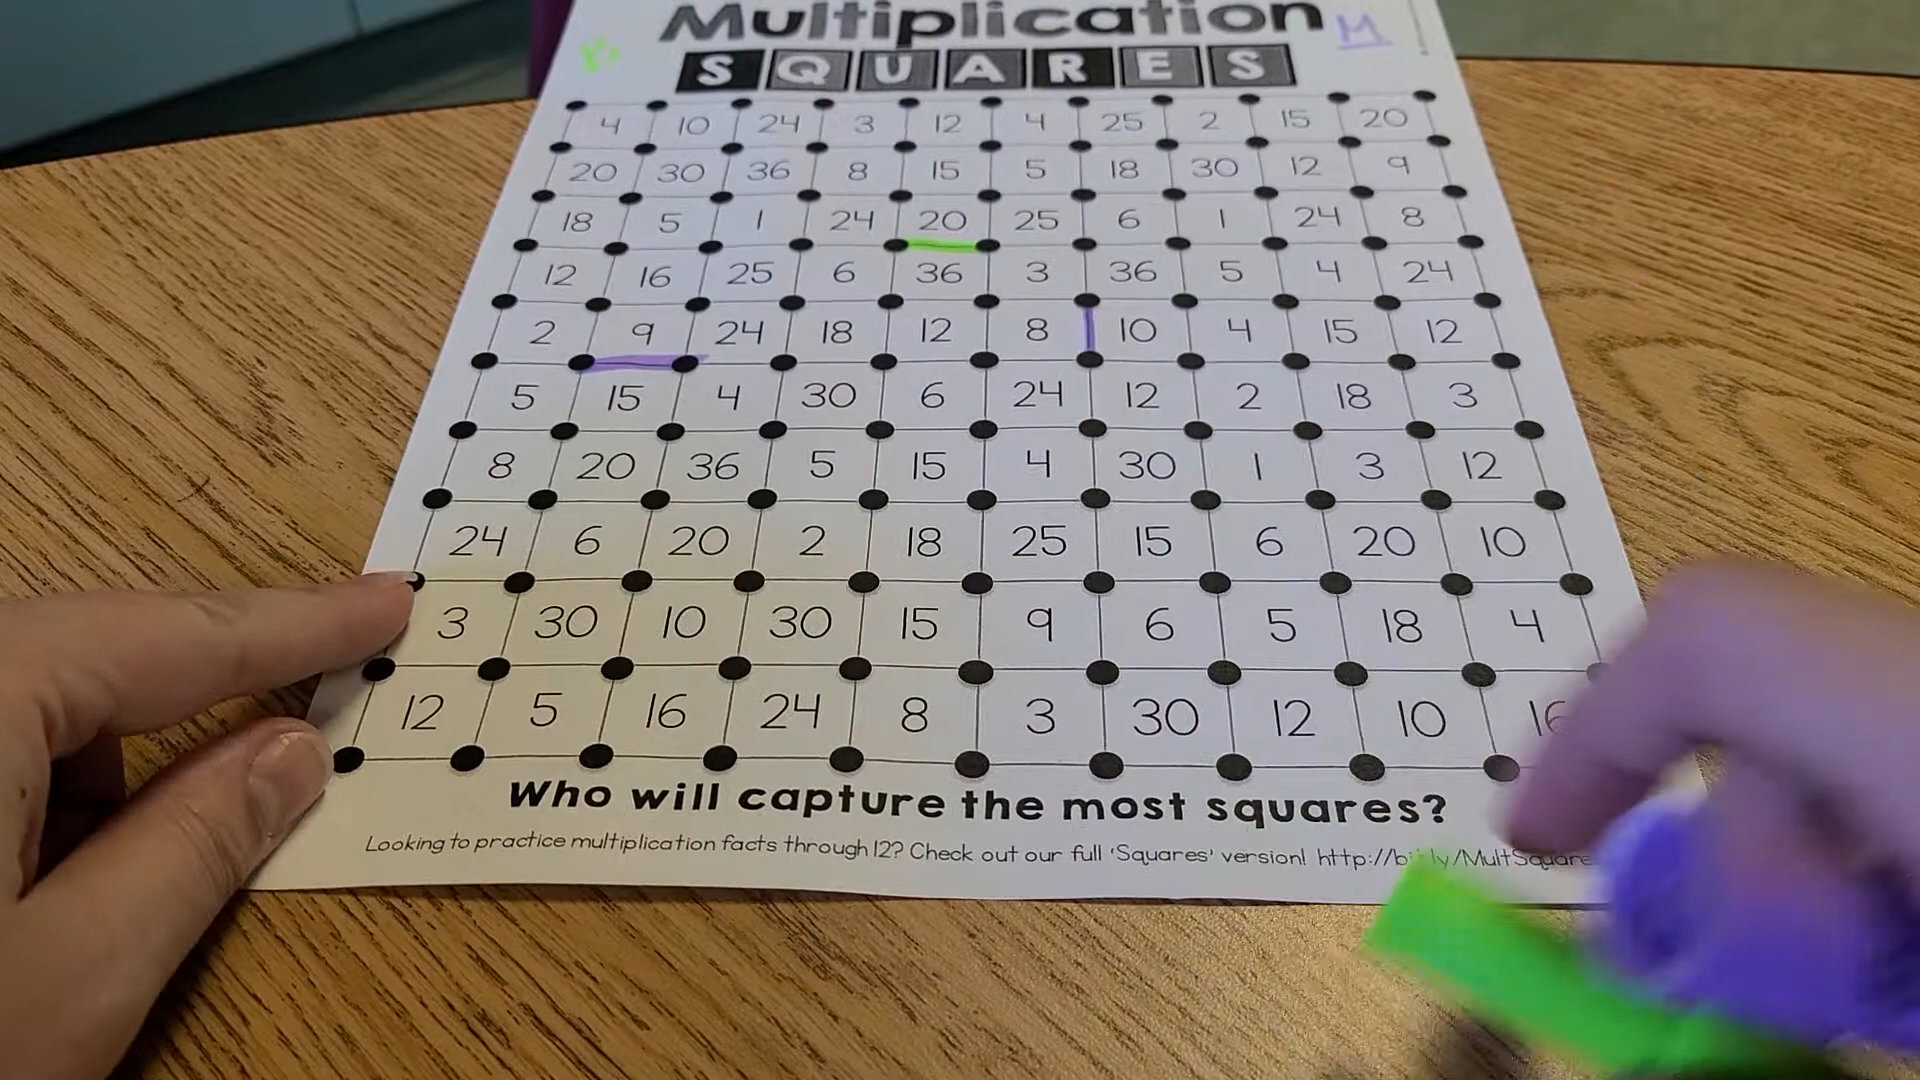 Multiplication M
SQUARES
4 10 24 3 12 4 25 2 15 20
20 30 36 8 15 5 18 30 12 9
18 5 1 24 20 25 6 1 24 8
12 16 25 6 36 3 36 5 4 24
2 9 24 18 12 8 10 4 15 12
5 15 4 30 6 24 12 2 18 3
8 20 36 5 15 4 30 1 3 12
24 6 20 2 18 25 15 6 20 10
3 30 10 30 15 9 6 5 18 4
12 5 16 24 8 3 30 12 10 16
Who will capture the most squares?
Looking to practice multiplication facts through 12? Check out our full 'Squares' version!